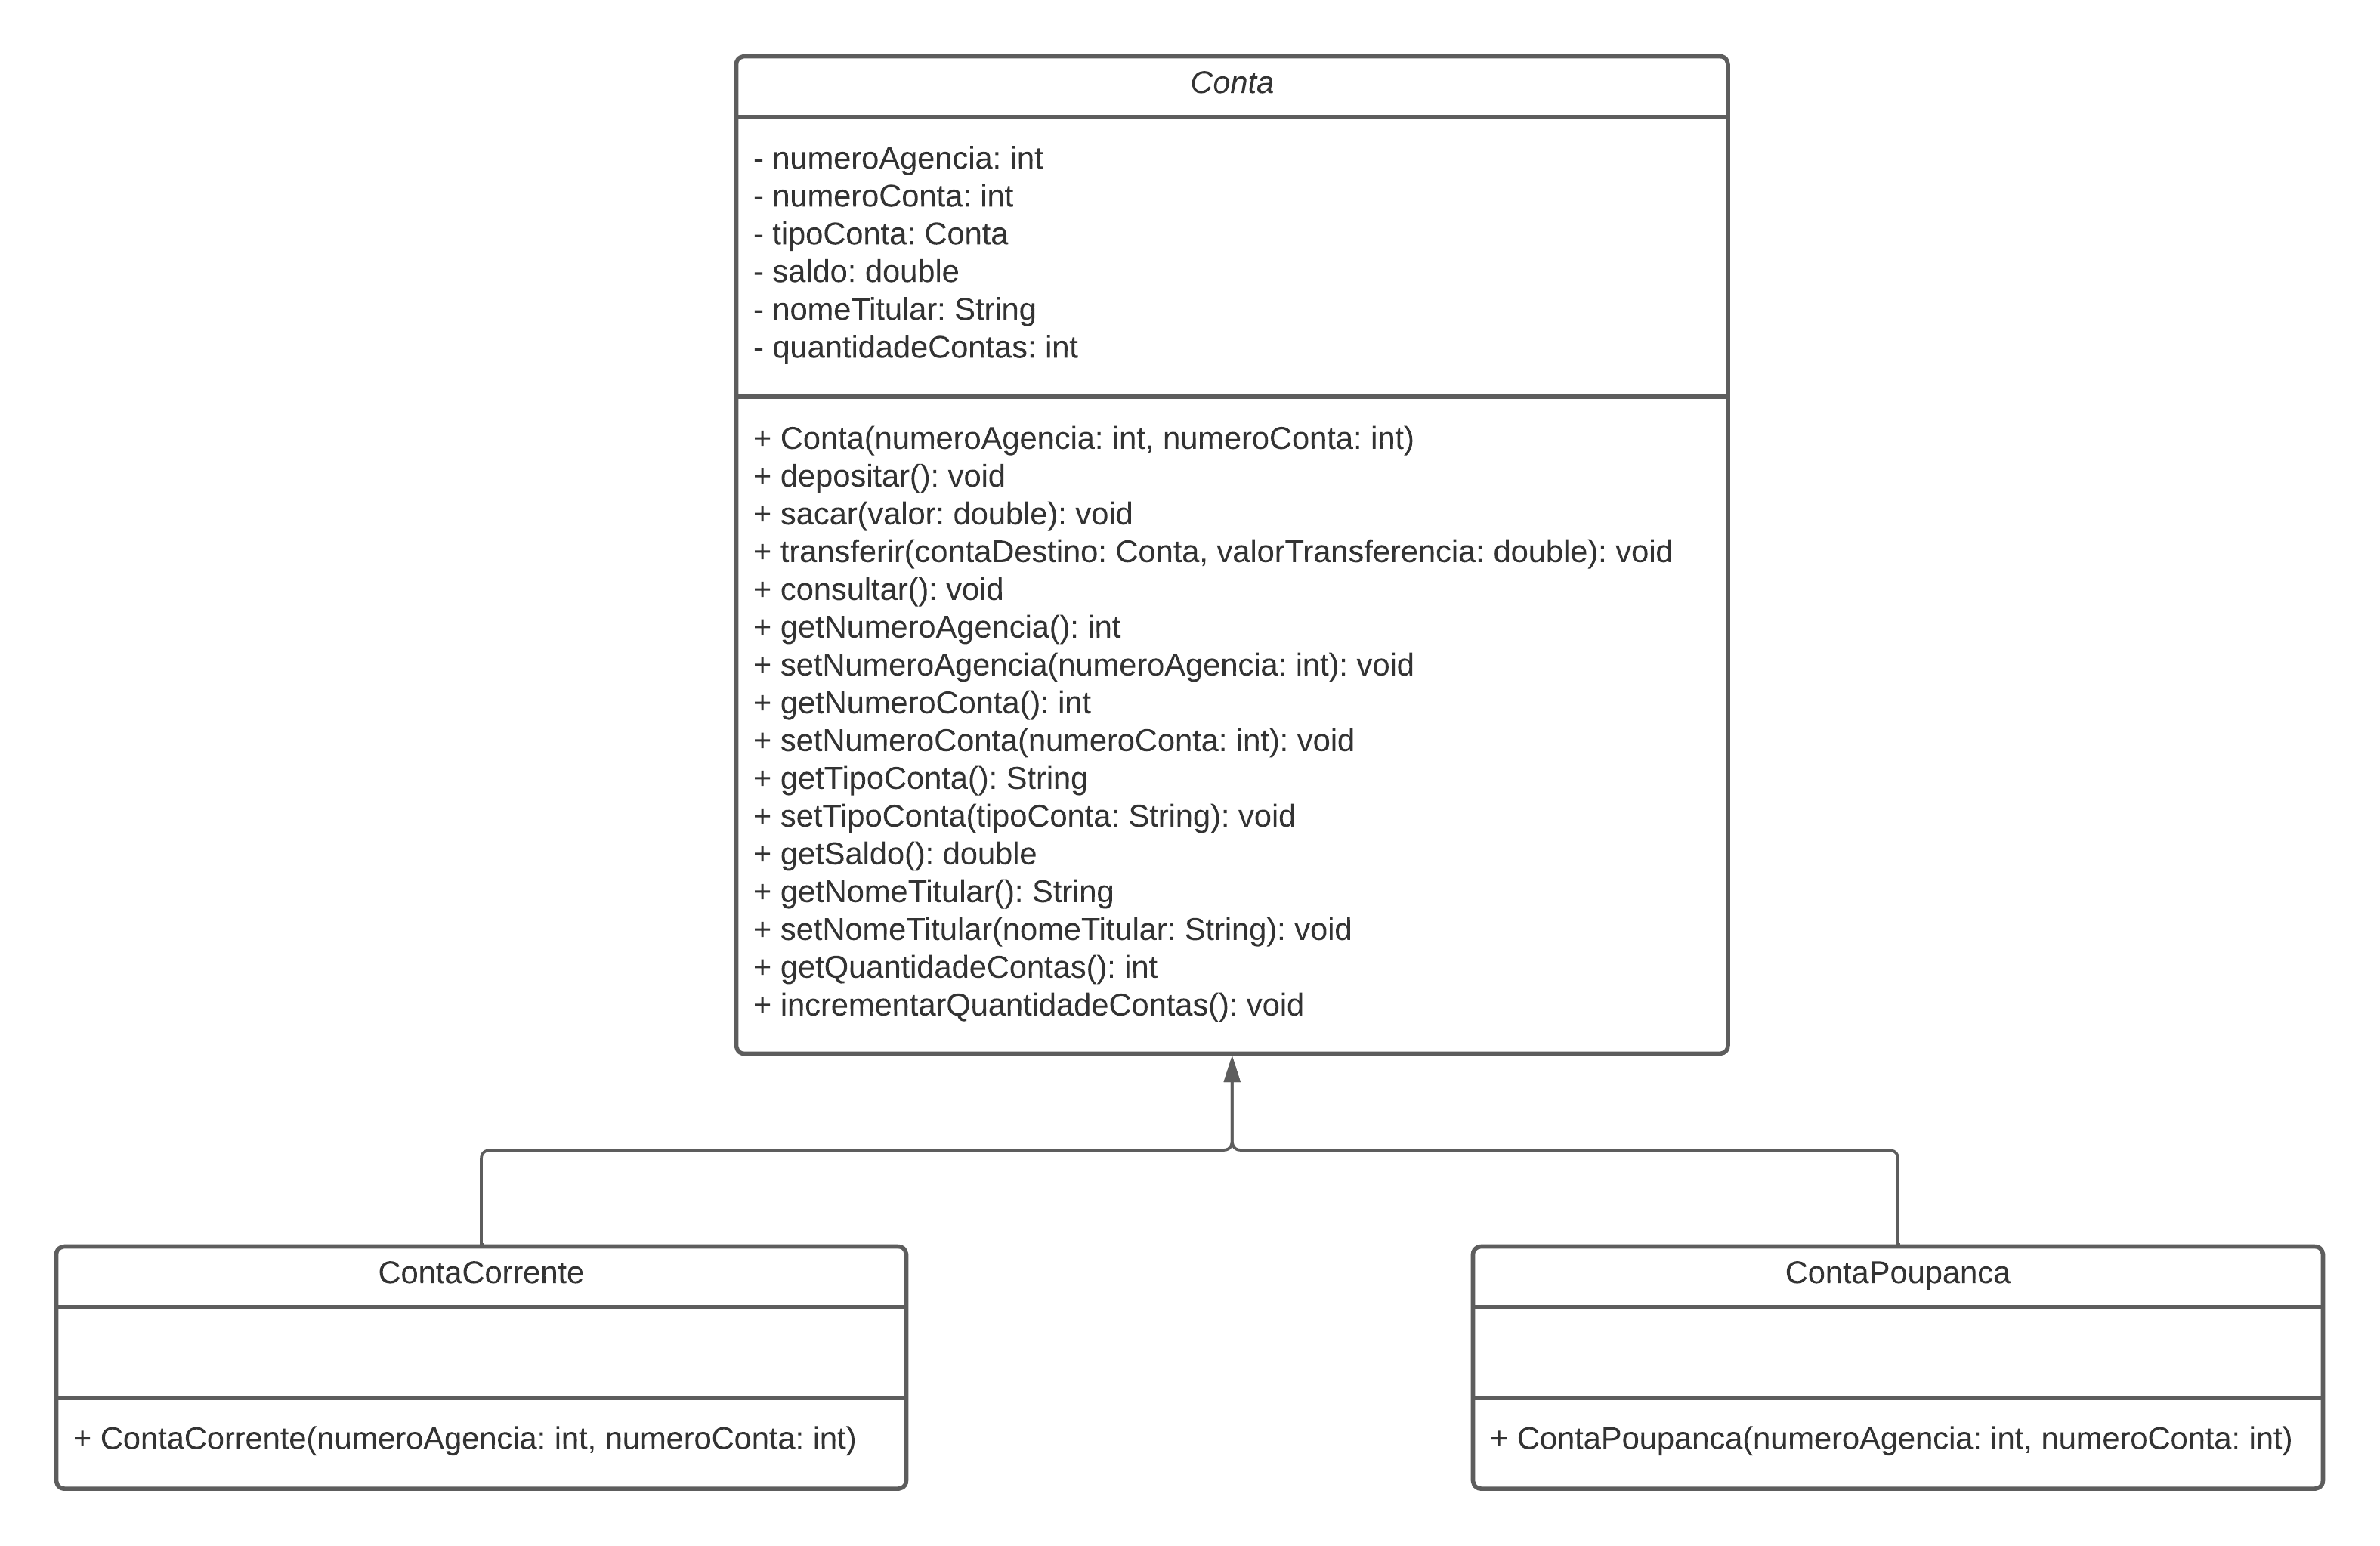 Conta
- numeroAgencia: int
- numeroConta: int
- tipoConta: Conta
- saldo: double
- nomeTitular: String
- quantidadeContas: int
+ Conta(numeroAgencia: int, numeroConta: int)
+ depositar(): void
+ sacar(valor: double): void
+ transferir(contaDestino: Conta, valorTransferencia: double): void
+ consultar(): void
+ getNumeroAgencia(): int
+ setNumeroAgencia(numeroAgencia: int): void
+ getNumeroConta(): int
+ setNumeroConta(numeroConta: int): void
+ getTipoConta(): String
+ setTipoConta(tipoConta: String): void
+ getSaldo(): double
+ getNomeTitular(): String
+ setNomeTitular(nomeTitular: String): void
+ getQuantidadeContas(): int
+ incrementarQuantidadeContas(): void
ContaCorrente
+ ContaCorrente(numeroAgencia: int, numeroConta: int)
ContaPoupanca
+ ContaPoupanca(numeroAgencia: int, numeroConta: int)